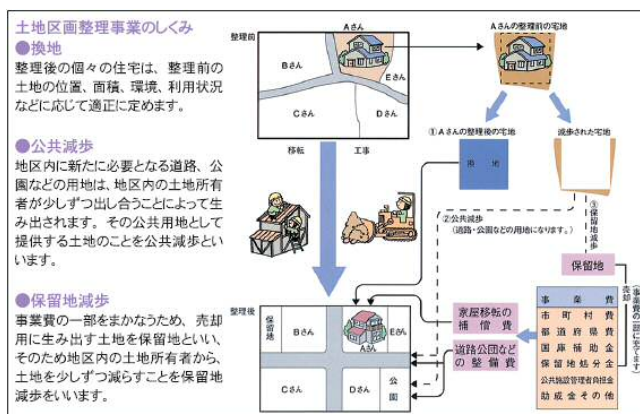 土地区画整理事業のしくみ
●換地
整理後の個々の住宅は、整理前の
土地の位置、面積、環境、利用状況
などに応じて適正に定めます。
●公共減歩
地区内に新たに必要となる道路、公
園などの用地は、地区内の土地所有
者が少しずつ出し合うことによって生
み出されます。その公共用地として
提供する土地のことを公共減歩とい
います。
●保留地減歩
事業費の一部をまかなうため、売却
用に生み出す土地を保留地といい、
そのため地区内の土地所有者から、
土地を少しずつ減らすことを保留地
減歩をいいます。
整理前
Aさん
Bさん
Eさん
Cさん
Dさん
移転
工事
Aさんの整理前の宅地
①Aさんの整理後の宅地
減歩された宅地
換地
②公共減歩
(道路・公園などの用地になります。)
③保留地減歩
保留地
売却
(事業費の一部に充てます)
整理後
保留地
Bさん
Aさん
Eさん
Cさん
Dさん
公園
家屋移転の
補償費
道路公園などの
整備費
事業費
市町村費
都道府県費
国庫補助金
保留地処分金
公共施設管理者負担金
助成金その他